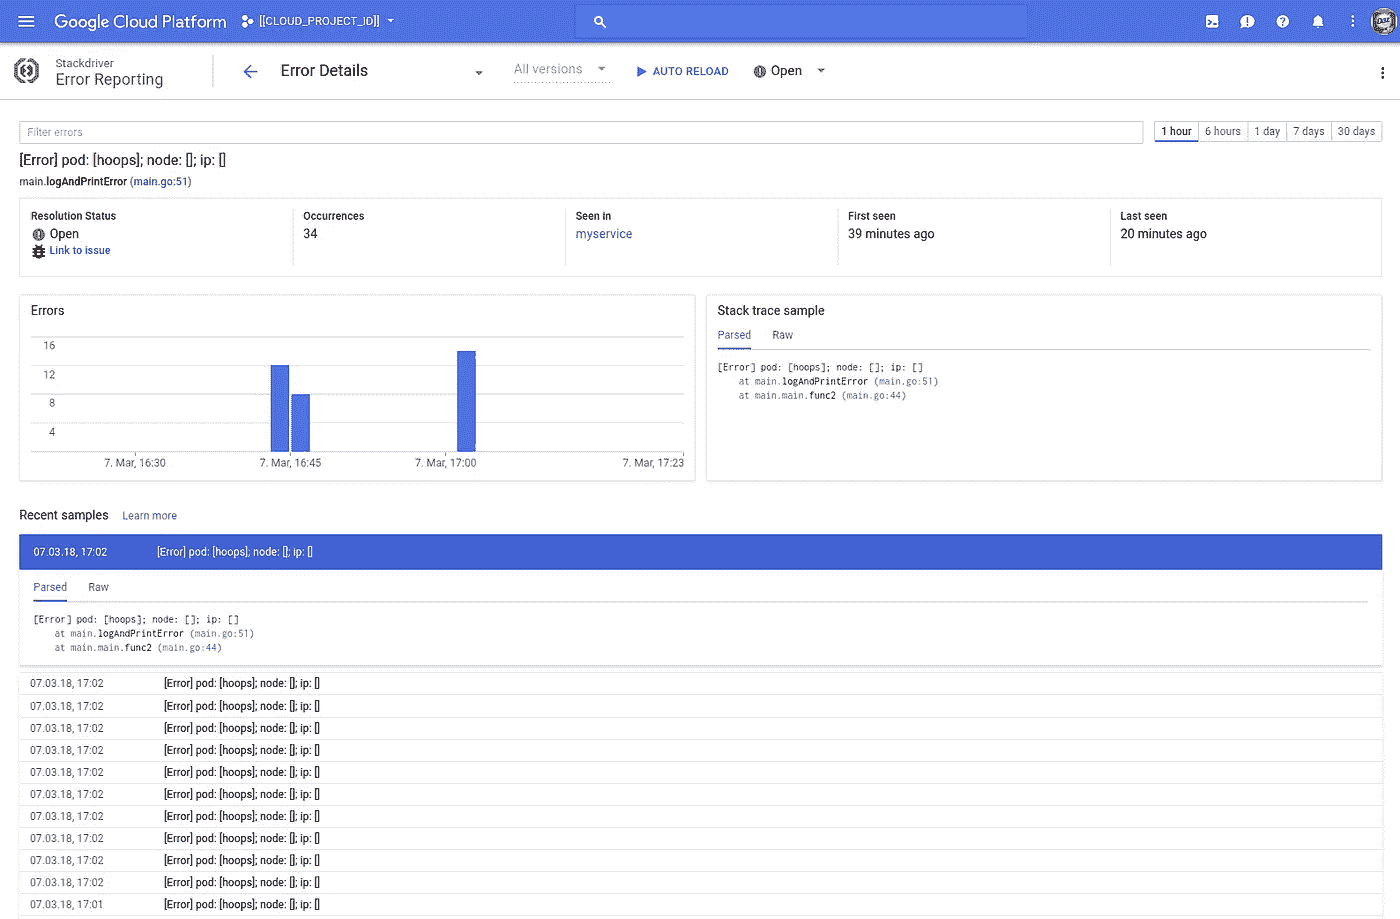 Google Cloud Platform [[CLOUD_PROJECT_ID]]
Stackdriver
Error Reporting
Error Details
All versions
AUTO RELOAD
Open
Filter errors
1 hour 6 hours 1 day 7 days 30 days
[Error] pod: [hoops]; node: []; ip: []
main.logAndPrintError (main.go:51)
Resolution Status
Open
Link to issue
Occurrences
34
Seen in
myservice
First seen
39 minutes ago
Last seen
20 minutes ago
Errors
16
12
8
4
7. Mar, 16:30 7. Mar, 16:45 7. Mar, 17:00 7. Mar, 17:23
Stack trace sample
Parsed Raw
[Error] pod: [hoops]; node: []; ip: []
at main.logAndPrintError (main.go:51)
at main.main.func2 (main.go:44)
Recent samples Learn more
07.03.18, 17:02 [Error] pod: [hoops]; node: []; ip: []
Parsed Raw
[Error] pod: [hoops]; node: []; ip: []
at main.logAndPrintError (main.go:51)
at main.main.func2 (main.go:44)
07.03.18, 17:02 [Error] pod: [hoops]; node: []; ip: []
07.03.18, 17:02 [Error] pod: [hoops]; node: []; ip: []
07.03.18, 17:02 [Error] pod: [hoops]; node: []; ip: []
07.03.18, 17:02 [Error] pod: [hoops]; node: []; ip: []
07.03.18, 17:02 [Error] pod: [hoops]; node: []; ip: []
07.03.18, 17:02 [Error] pod: [hoops]; node: []; ip: []
07.03.18, 17:02 [Error] pod: [hoops]; node: []; ip: []
07.03.18, 17:02 [Error] pod: [hoops]; node: []; ip: []
07.03.18, 17:02 [Error] pod: [hoops]; node: []; ip: []
07.03.18, 17:02 [Error] pod: [hoops]; node: []; ip: []
07.03.18, 17:01 [Error] pod: [hoops]; node: []; ip: []